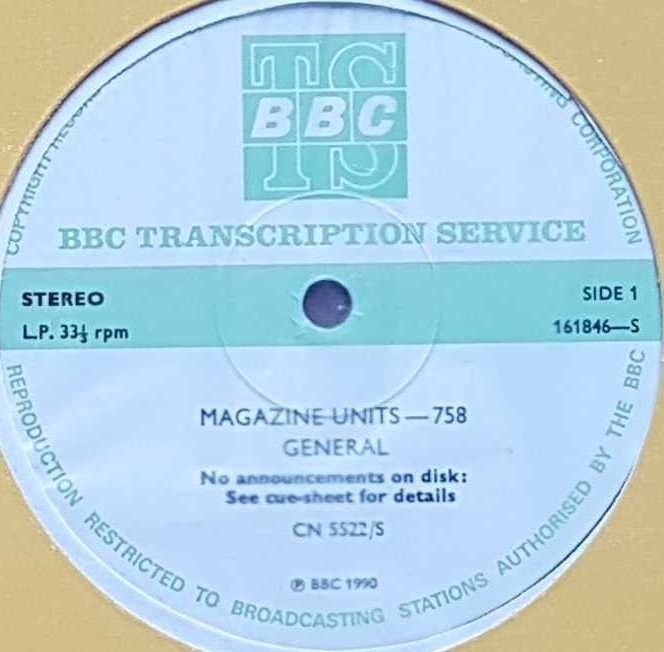 TS
BBC
COPYRIGHT RECORD
CORPORATION
BBC TRANSCRIPTION SERVICE
STEREO
SIDE 1
L.P. 33⅓ rpm
161846—S
MAGAZINE UNITS — 758
GENERAL
No announcements on disk:
See cue-sheet for details
CN 5522/S
℗ BBC 1990
REPRODUCTION RESTRICTED TO BROADCASTING STATIONS AUTHORISED BY THE BBC